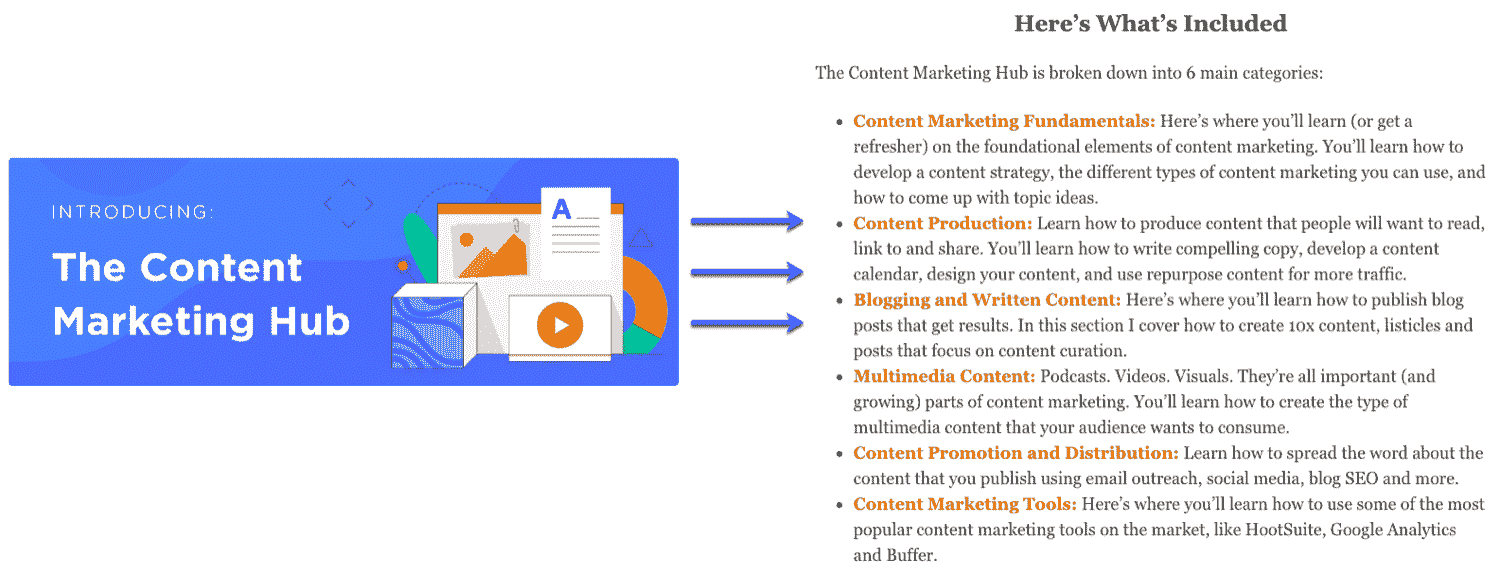 INTRODUCING:
The Content
Marketing Hub
A
Here’s What’s Included
The Content Marketing Hub is broken down into 6 main categories:
• Content Marketing Fundamentals: Here’s where you’ll learn (or get a
refresher) on the foundational elements of content marketing. You’ll learn how to
develop a content strategy, the different types of content marketing you can use, and
how to come up with topic ideas.
• Content Production: Learn how to produce content that people will want to read,
link to and share. You’ll learn how to write compelling copy, develop a content
calendar, design your content, and use repurpose content for more traffic.
• Blogging and Written Content: Here’s where you’ll learn how to publish blog
posts that get results. In this section I cover how to create 10x content, listicles and
posts that focus on content curation.
• Multimedia Content: Podcasts. Videos. Visuals. They’re all important (and
growing) parts of content marketing. You’ll learn how to create the type of
multimedia content that your audience wants to consume.
• Content Promotion and Distribution: Learn how to spread the word about the
content that you publish using email outreach, social media, blog SEO and more.
• Content Marketing Tools: Here’s where you’ll learn how to use some of the most
popular content marketing tools on the market, like HootSuite, Google Analytics
and Buffer.